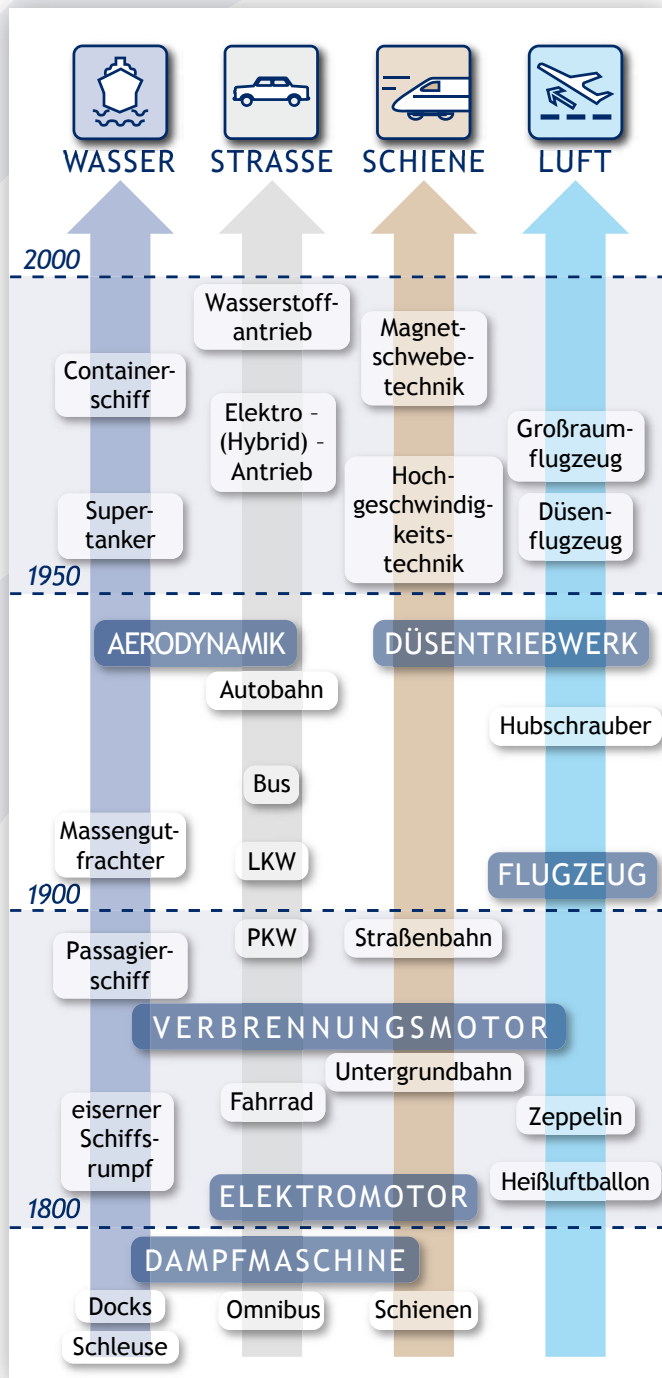 WASSER
STRASSE
SCHIENE
LUFT
2000
Wasserstoff-
antrieb
Magnet-
schwebe-
technik
Container-
schiff
Elektro –
(Hybrid) –
Antrieb
Großraum-
flugzeug
Hoch-
geschwindig-
keits-
technik
Super-
tanker
Düsen-
flugzeug
1950
AERODYNAMIK
DÜSENTRIEBWERK
Autobahn
Hubschrauber
Bus
Massengut-
frachter
LKW
FLUGZEUG
1900
PKW
Straßenbahn
Passagier-
schiff
VERBRENNUNGSMOTOR
Untergrundbahn
Fahrrad
eiserner
Schiffs-
rumpf
Zeppelin
Heißluftballon
ELEKTROMOTOR
1800
DAMPFMASCHINE
Docks
Omnibus
Schienen
Schleuse